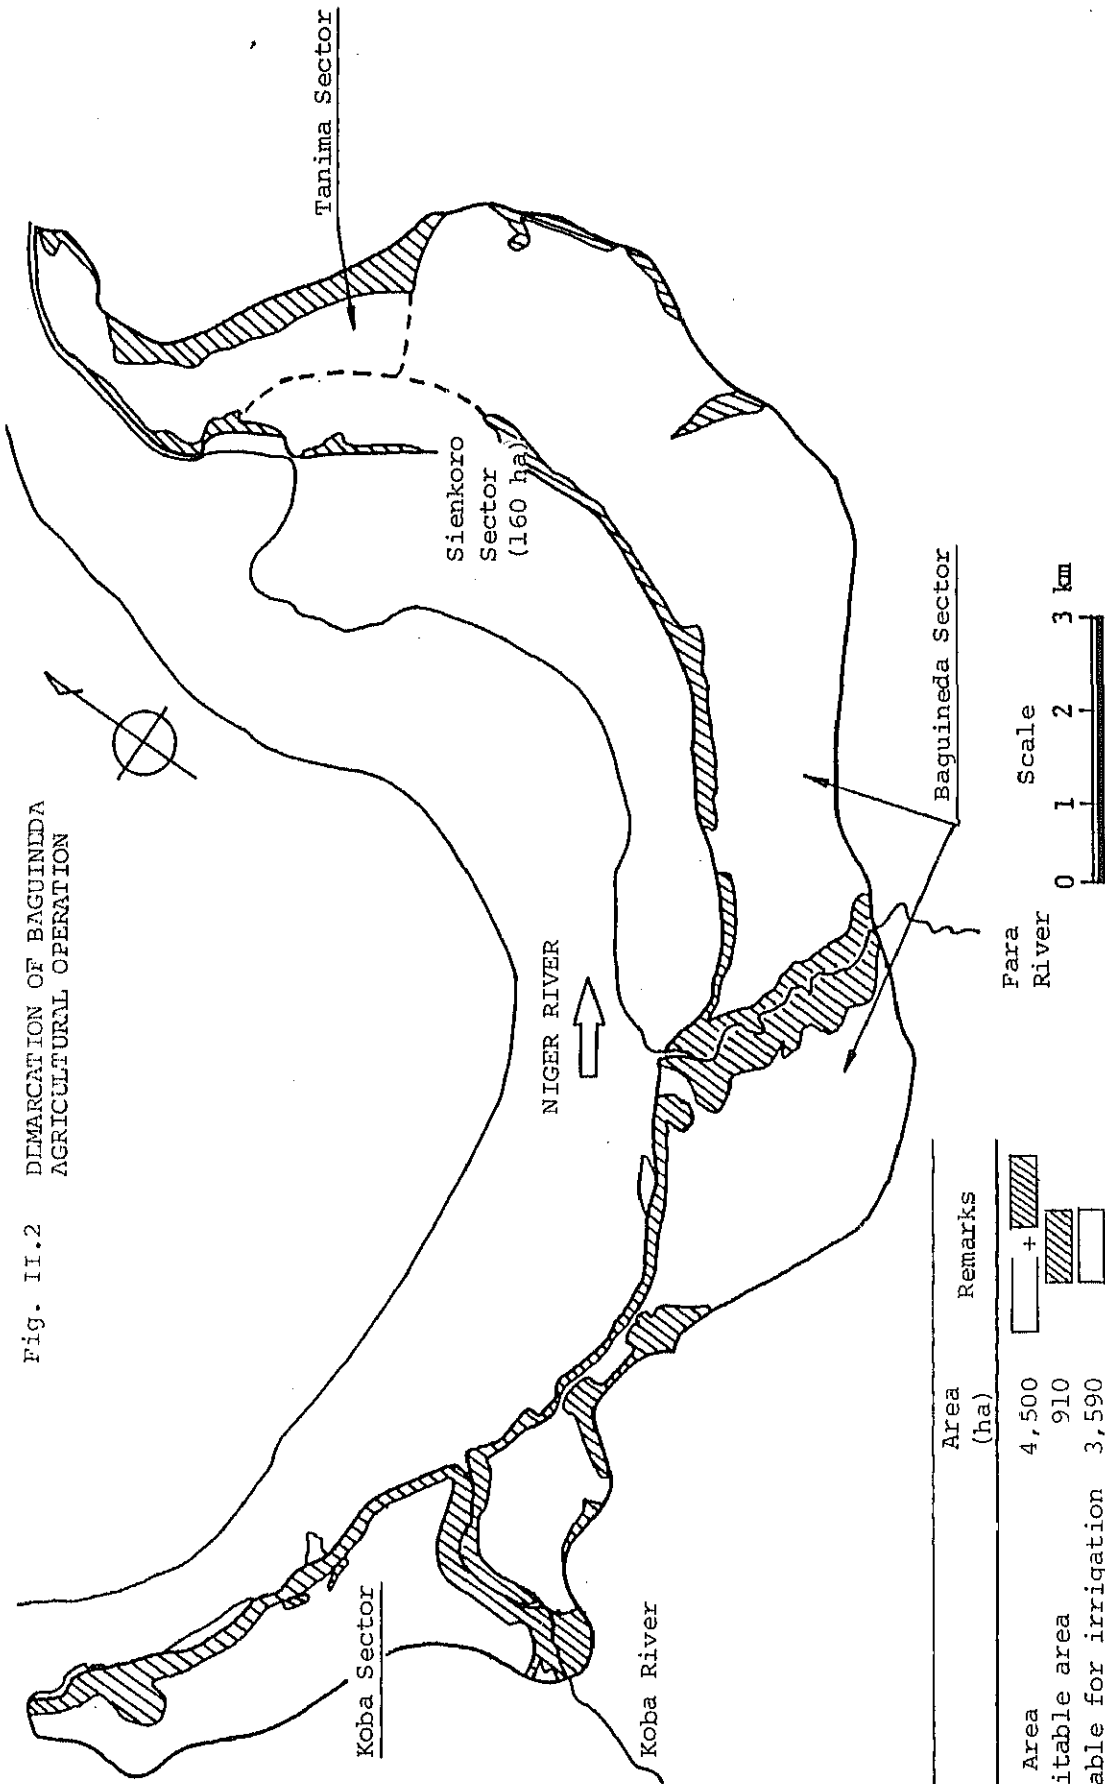 Fig. II.2 DEMARCATION OF BAGUINEDA
AGRICULTURAL OPERATION
Tanima Sector
Sienkoro
Sector
(160 ha)
NIGER RIVER
Koba Sector
Koba River
Baguineda Sector
Fara
River
Scale
0 1 2 3 km
Area
(ha)
Remarks
Area 4,500 +
itable area 910
able for irrigation 3,590